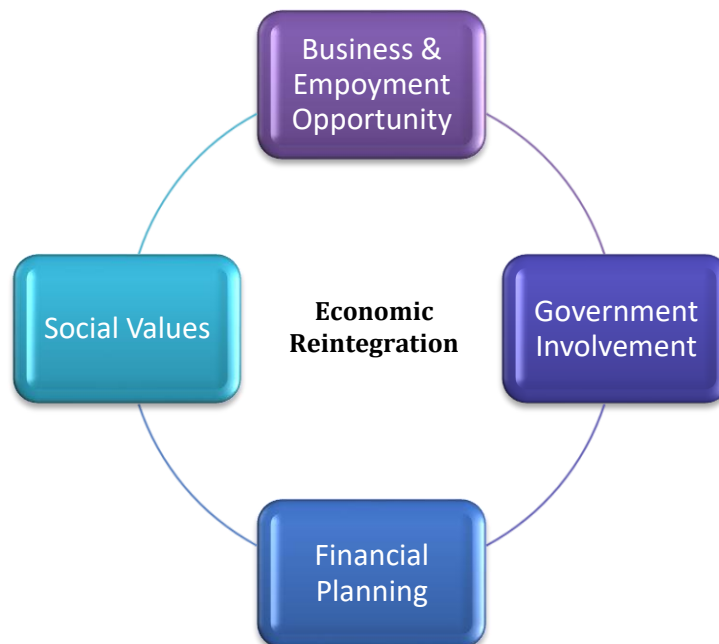 Business &
Empoyment
Opportunity
Social Values
Economic
Reintegration
Government
Involvement
Financial
Planning